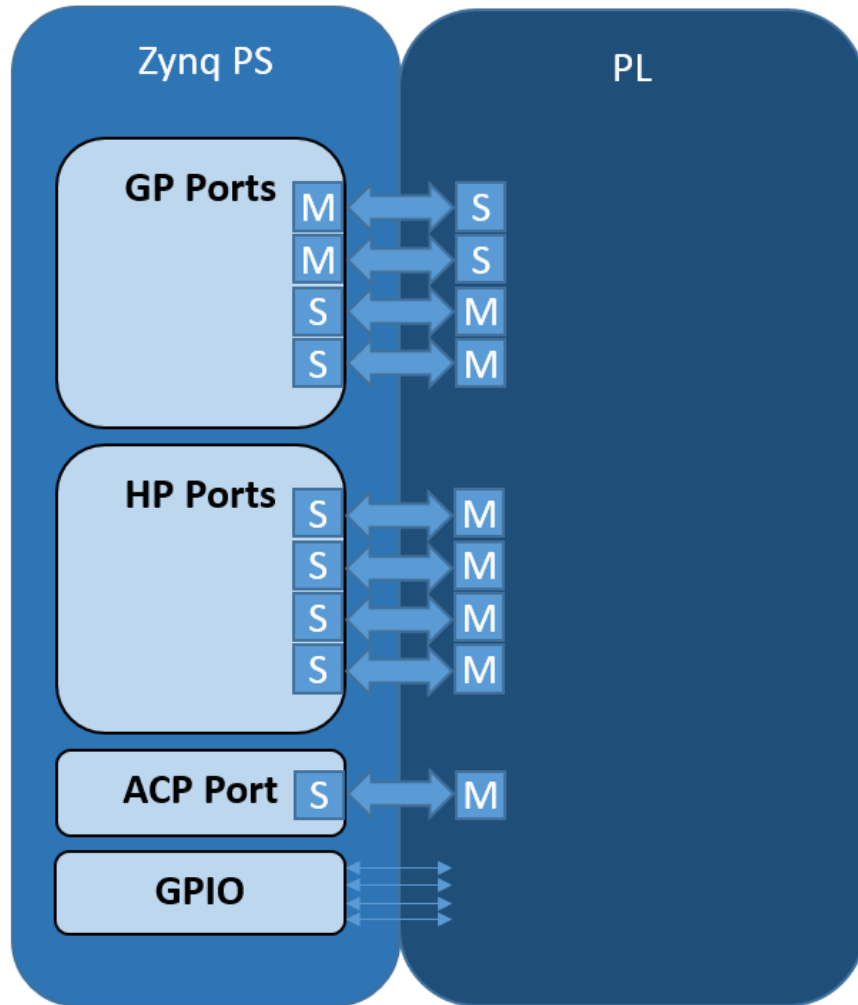 Zynq PS
PL
GP Ports
M S
M S
S M
S M
HP Ports
S M
S M
S M
S M
ACP Port S M
GPIO